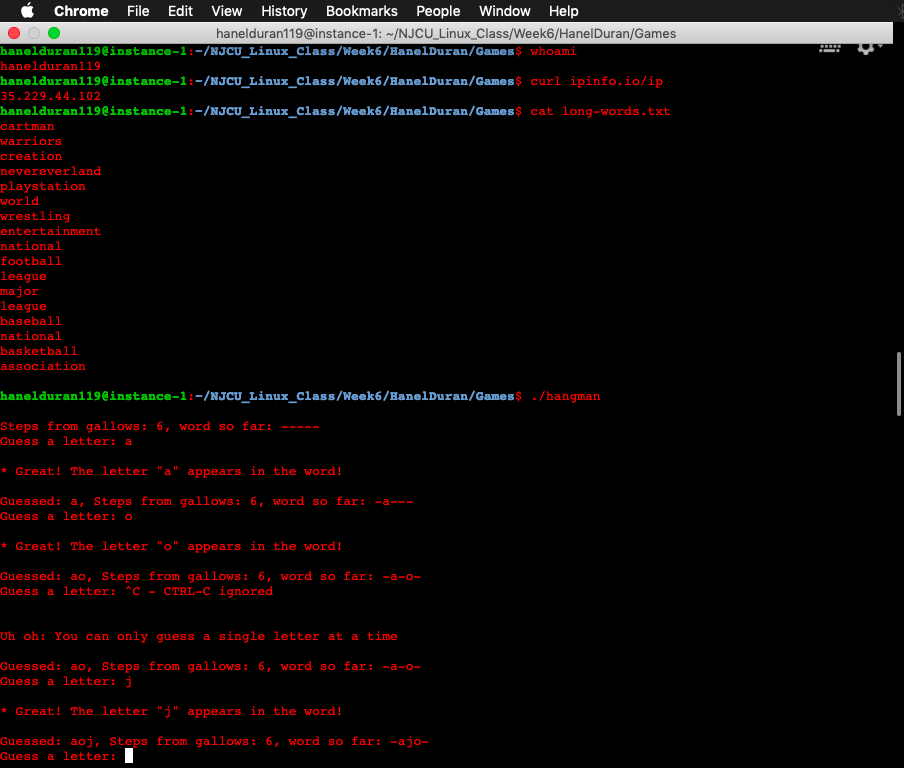 Chrome File Edit View History Bookmarks People Window Help
hanelduran119@instance-1: ~/NJCU_Linux_Class/Week6/HanelDuran/Games
hanelduran119@instance-1:~/NJCU_Linux_Class/Week6/HanelDuran/Games$ whoami
hanelduran119
hanelduran119@instance-1:~/NJCU_Linux_Class/Week6/HanelDuran/Games$ curl ipinfo.io/ip
35.229.44.102
hanelduran119@instance-1:~/NJCU_Linux_Class/Week6/HanelDuran/Games$ cat long-words.txt
cartman
warriors
creation
nevereverland
playstation
world
wrestling
entertainment
national
football
league
major
league
baseball
national
basketball
association
hanelduran119@instance-1:~/NJCU_Linux_Class/Week6/HanelDuran/Games$ ./hangman
Steps from gallows: 6, word so far: -----
Guess a letter: a
* Great! The letter "a" appears in the word!
Guessed: a, Steps from gallows: 6, word so far: -a---
Guess a letter: o
* Great! The letter "o" appears in the word!
Guessed: ao, Steps from gallows: 6, word so far: -a-o-
Guess a letter: ^C - CTRL-C ignored
Uh oh: You can only guess a single letter at a time
Guessed: ao, Steps from gallows: 6, word so far: -a-o-
Guess a letter: j
* Great! The letter "j" appears in the word!
Guessed: aoj, Steps from gallows: 6, word so far: -ajo-
Guess a letter: